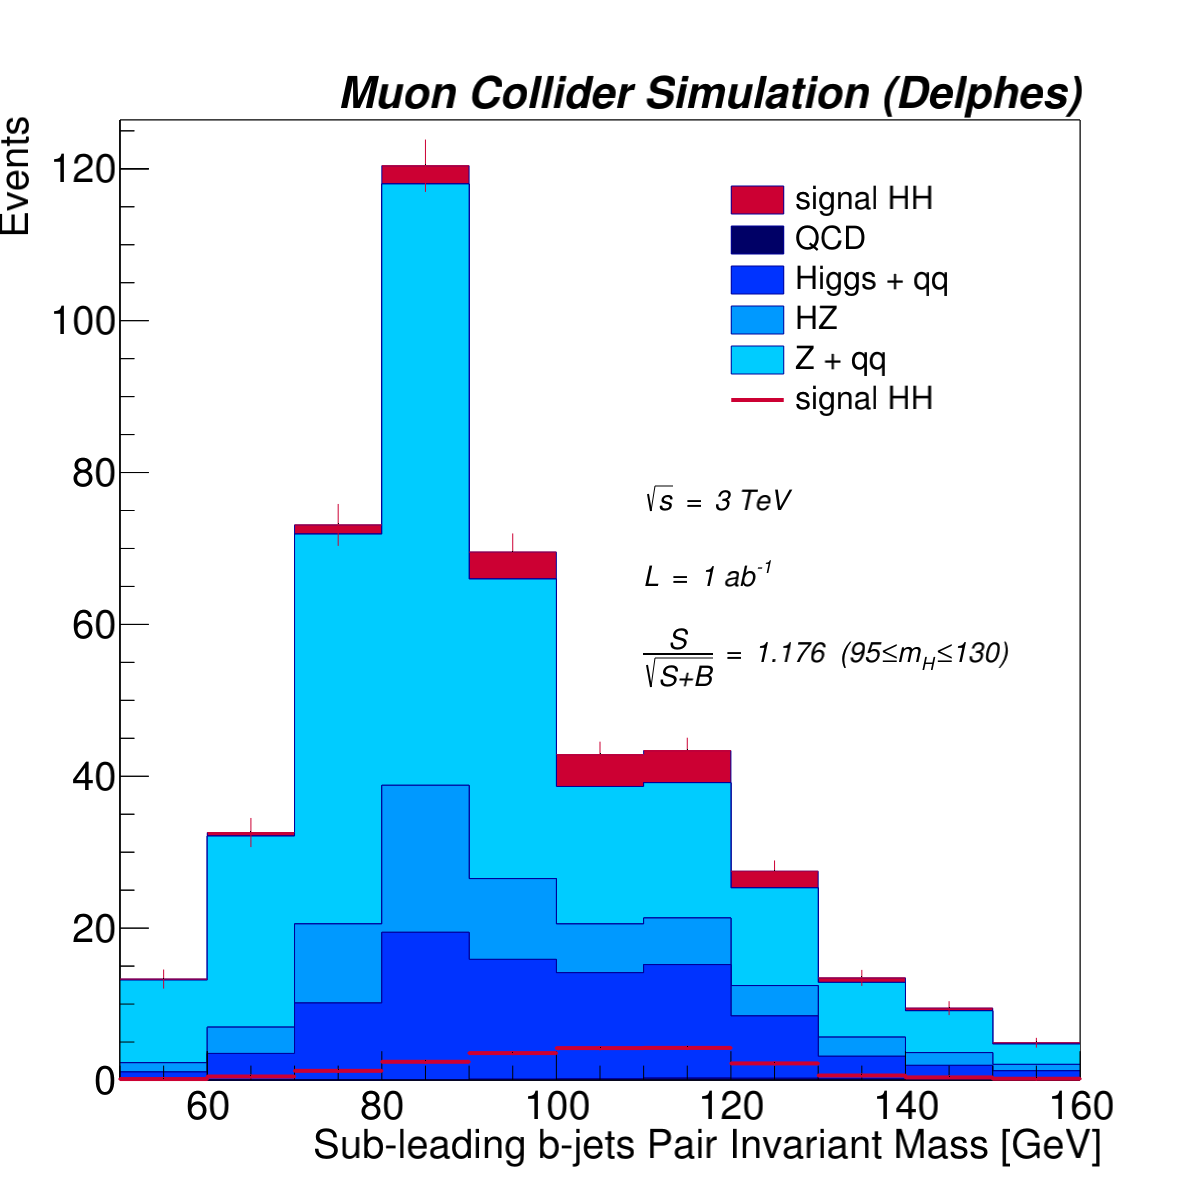 Muon Collider Simulation (Delphes)
Events
120
100
80
60
40
20
0
signal HH
QCD
Higgs + qq
HZ
Z + qq
signal HH
√s = 3 TeV
L = 1 ab⁻¹
S/√S+B = 1.176 (95≤m_H≤130)
60 80 100 120 140 160
Sub-leading b-jets Pair Invariant Mass [GeV]